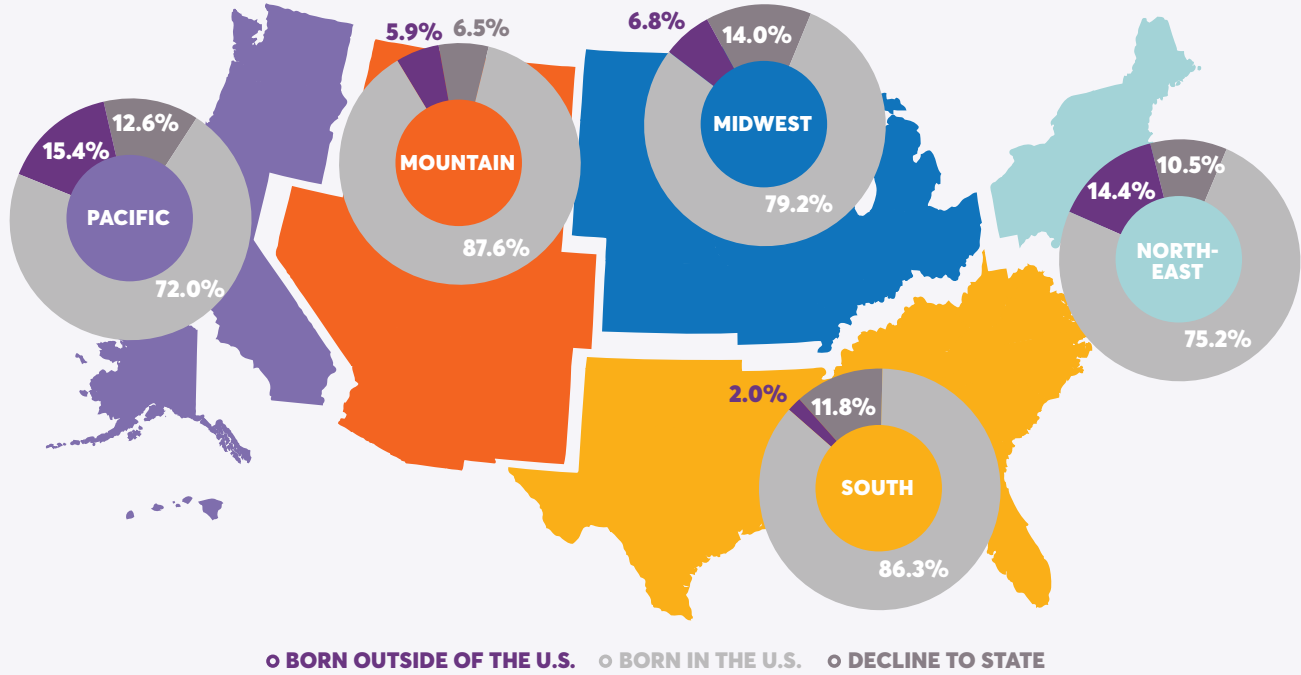 5.9% 6.5%
6.8%
14.0%
MIDWEST
79.2%
12.6%
15.4%
PACIFIC
72.0%
MOUNTAIN
87.6%
10.5%
14.4%
NORTH-
EAST
75.2%
2.0%
11.8%
SOUTH
86.3%
BORN OUTSIDE OF THE U.S. BORN IN THE U.S. DECLINE TO STATE